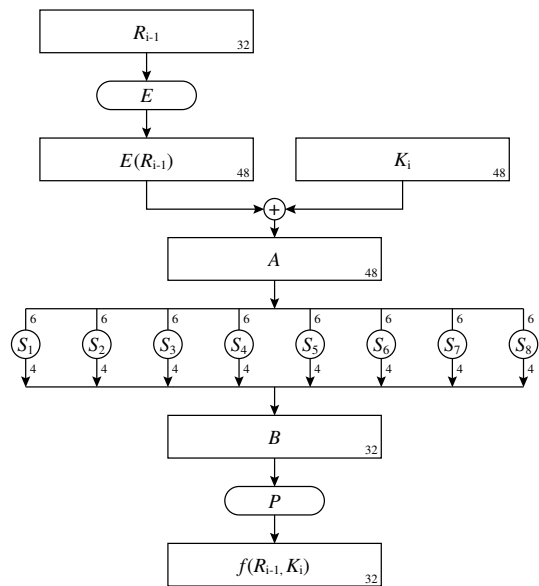 R_{i-1}
32
E
E(R_{i-1})
48
K_i
48
+
A
48
6 6 6 6 6 6 6 6
S_1 S_2 S_3 S_4 S_5 S_6 S_7 S_8
4 4 4 4 4 4 4 4
B
32
P
f(R_{i-1}, K_i)
32